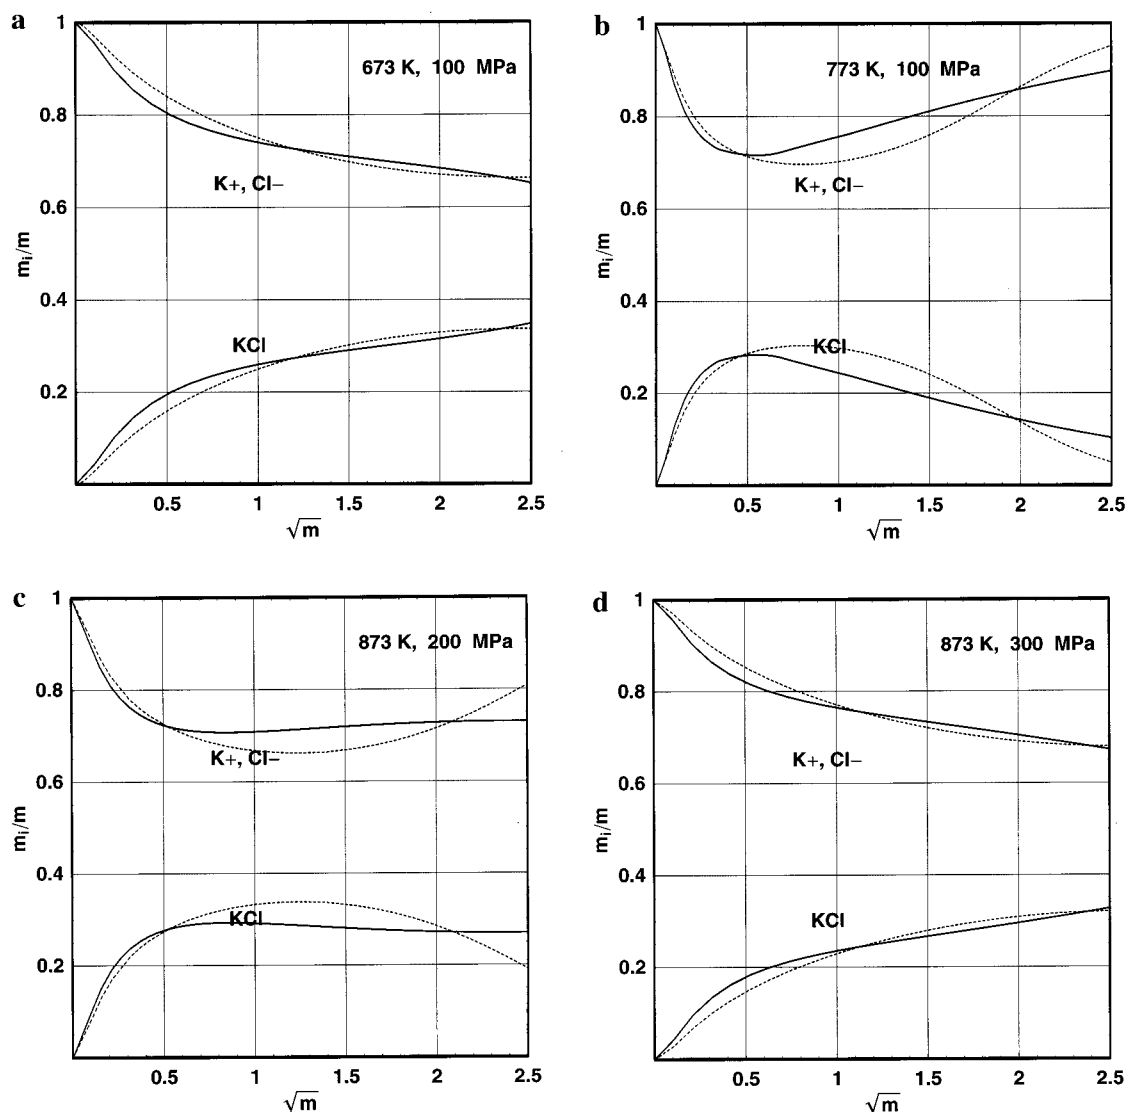 a
673 K, 100 MPa
1
0.8
0.6
0.4
0.2
mi/m
K+, Cl−
KCl
0.5
1
1.5
2
2.5
√m
b
773 K, 100 MPa
1
0.8
0.6
0.4
0.2
mi/m
K+, Cl−
KCl
0.5
1
1.5
2
2.5
√m
c
873 K, 200 MPa
1
0.8
0.6
0.4
0.2
mi/m
K+, Cl−
KCl
0.5
1
1.5
2
2.5
√m
d
873 K, 300 MPa
1
0.8
0.6
0.4
0.2
mi/m
K+, Cl−
KCl
0.5
1
1.5
2
2.5
√m